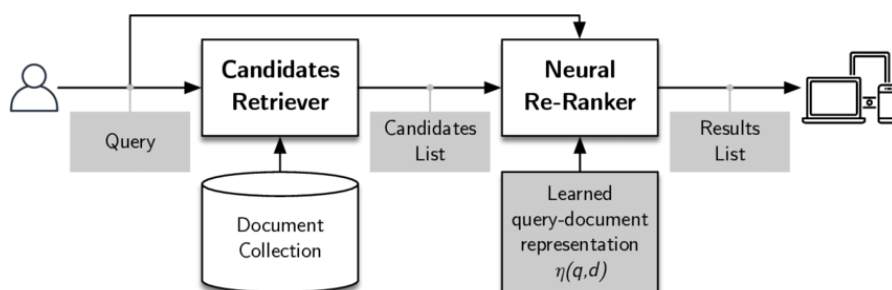 Candidates
Retriever
Neural
Re-Ranker
Query
Candidates
List
Results
List
Document
Collection
Learned
query-document
representation
η(q,d)